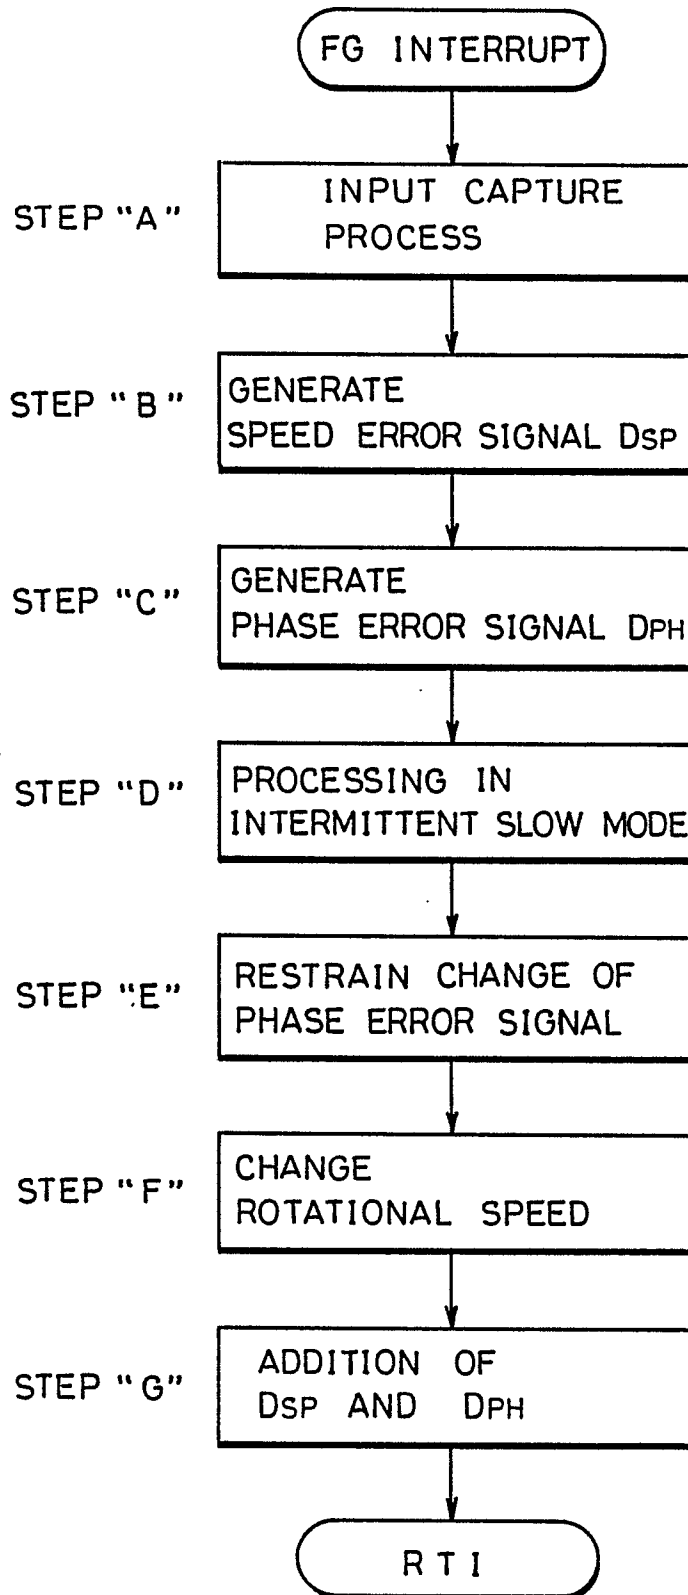 FG INTERRUPT
STEP "A"
INPUT CAPTURE
PROCESS
STEP "B"
GENERATE
SPEED ERROR SIGNAL DSP
STEP "C"
GENERATE
PHASE ERROR SIGNAL DPH
STEP "D"
PROCESSING IN
INTERMITTENT SLOW MODE
STEP "E"
RESTRAIN CHANGE OF
PHASE ERROR SIGNAL
STEP "F"
CHANGE
ROTATIONAL SPEED
STEP "G"
ADDITION OF
DSP AND DPH
RTI